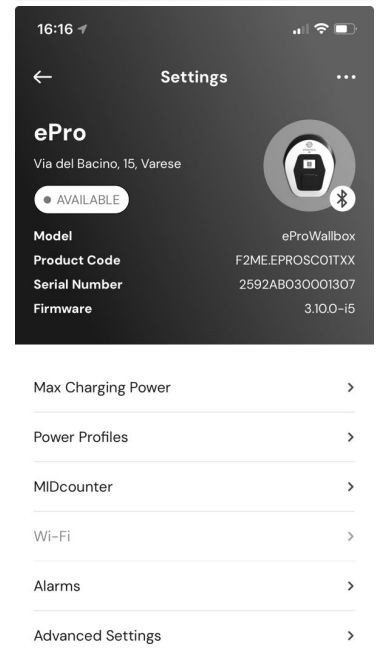 16:16
Settings
ePro
Via del Bacino, 15, Varese
AVAILABLE
Model eProWallbox
Product Code F2ME.EPROSC01TXX
Serial Number 2592AB030001307
Firmware 3.10.0-i5
Max Charging Power
Power Profiles
MIDcounter
Wi-Fi
Alarms
Advanced Settings